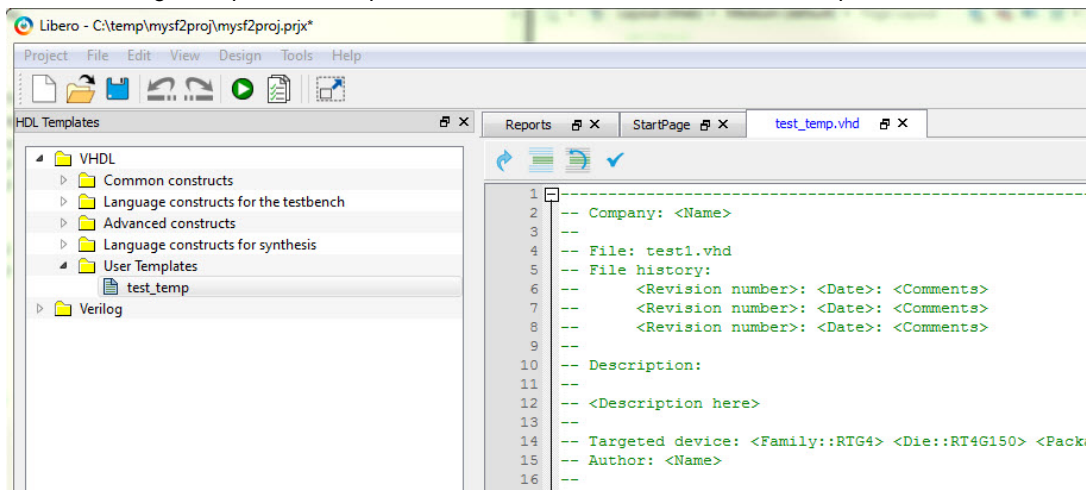 Libero - C:\temp\mysf2proj\mysf2proj.prjx*
Project File Edit View Design Tools Help
HDL Templates
VHDL
Common constructs
Language constructs for the testbench
Advanced constructs
Language constructs for synthesis
User Templates
test_temp
Verilog
Reports StartPage test_temp.vhd
1 --------------------------------------------------------------------
2 -- Company: <Name>
3 --
4 -- File: test1.vhd
5 -- File history:
6 -- <Revision number>: <Date>: <Comments>
7 -- <Revision number>: <Date>: <Comments>
8 -- <Revision number>: <Date>: <Comments>
9 --
10 -- Description:
11 --
12 -- <Description here>
13 --
14 -- Targeted device: <Family::RTG4> <Die::RT4G150> <Packa
15 -- Author: <Name>
16 --